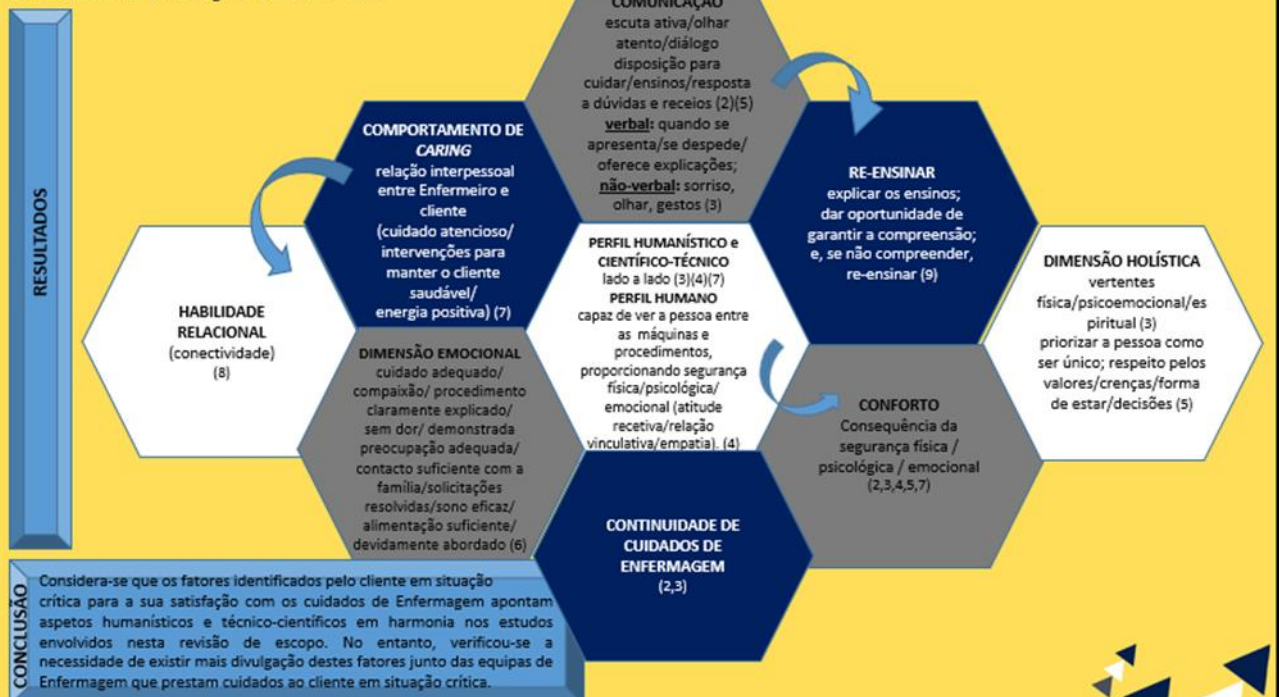 RESULTADOS
COMUNICAÇÃO
escuta ativa/olhar
atento/diálogo
disposição para
cuidar/ensinos/resposta
a dúvidas e receios (2)(5)
verbal: quando se
apresenta/se despede/
oferece explicações;
não-verbal: sorriso,
olhar, gestos (3)
COMPORTAMENTO DE
CARING
relação interpessoal
entre Enfermeiro e
cliente
(cuidado atencioso/
intervenções para
manter o cliente
saudável/
energia positiva) (7)
RE-ENSINAR
explicar os ensinos;
dar oportunidade de
garantir a compreensão;
e, se não compreender,
re-ensinar (9)
HABILIDADE
RELACIONAL
(conectividade)
(8)
PERFIL HUMANÍSTICO e
CIENTÍFICO-TÉCNICO
lado a lado (3)(4)(7)
PERFIL HUMANO
capaz de ver a pessoa entre
as máquinas e
procedimentos,
proporcionando segurança
física/psicológica/
emocional (atitude
recetiva/relação
vinculativa/empatia). (4)
DIMENSÃO HOLÍSTICA
vertentes
física/psicoemocional/es
piritual (3)
priorizar a pessoa como
ser único; respeito pelos
valores/crenças/forma
de estar/decisões (5)
DIMENSÃO EMOCIONAL
cuidado adequado/
compaixão/ procedimento
claramente explicado/
sem dor/ demonstrada
preocupação adequada/
contacto suficiente com a
família/solicitações
resolvidas/sono eficaz/
alimentação suficiente/
devidamente abordado (6)
CONFORTO
Consequência da
segurança física /
psicológica / emocional
(2,3,4,5,7)
CONTINUIDADE DE
CUIDADOS DE
ENFERMAGEM
(2,3)
CONCLUSÃO
Considera-se que os fatores identificados pelo cliente em situação
crítica para a sua satisfação com os cuidados de Enfermagem apontam
aspetos humanísticos e técnico-científicos em harmonia nos estudos
envolvidos nesta revisão de escopo. No entanto, verificou-se a
necessidade de existir mais divulgação destes fatores junto das equipas de
Enfermagem que prestam cuidados ao cliente em situação crítica.